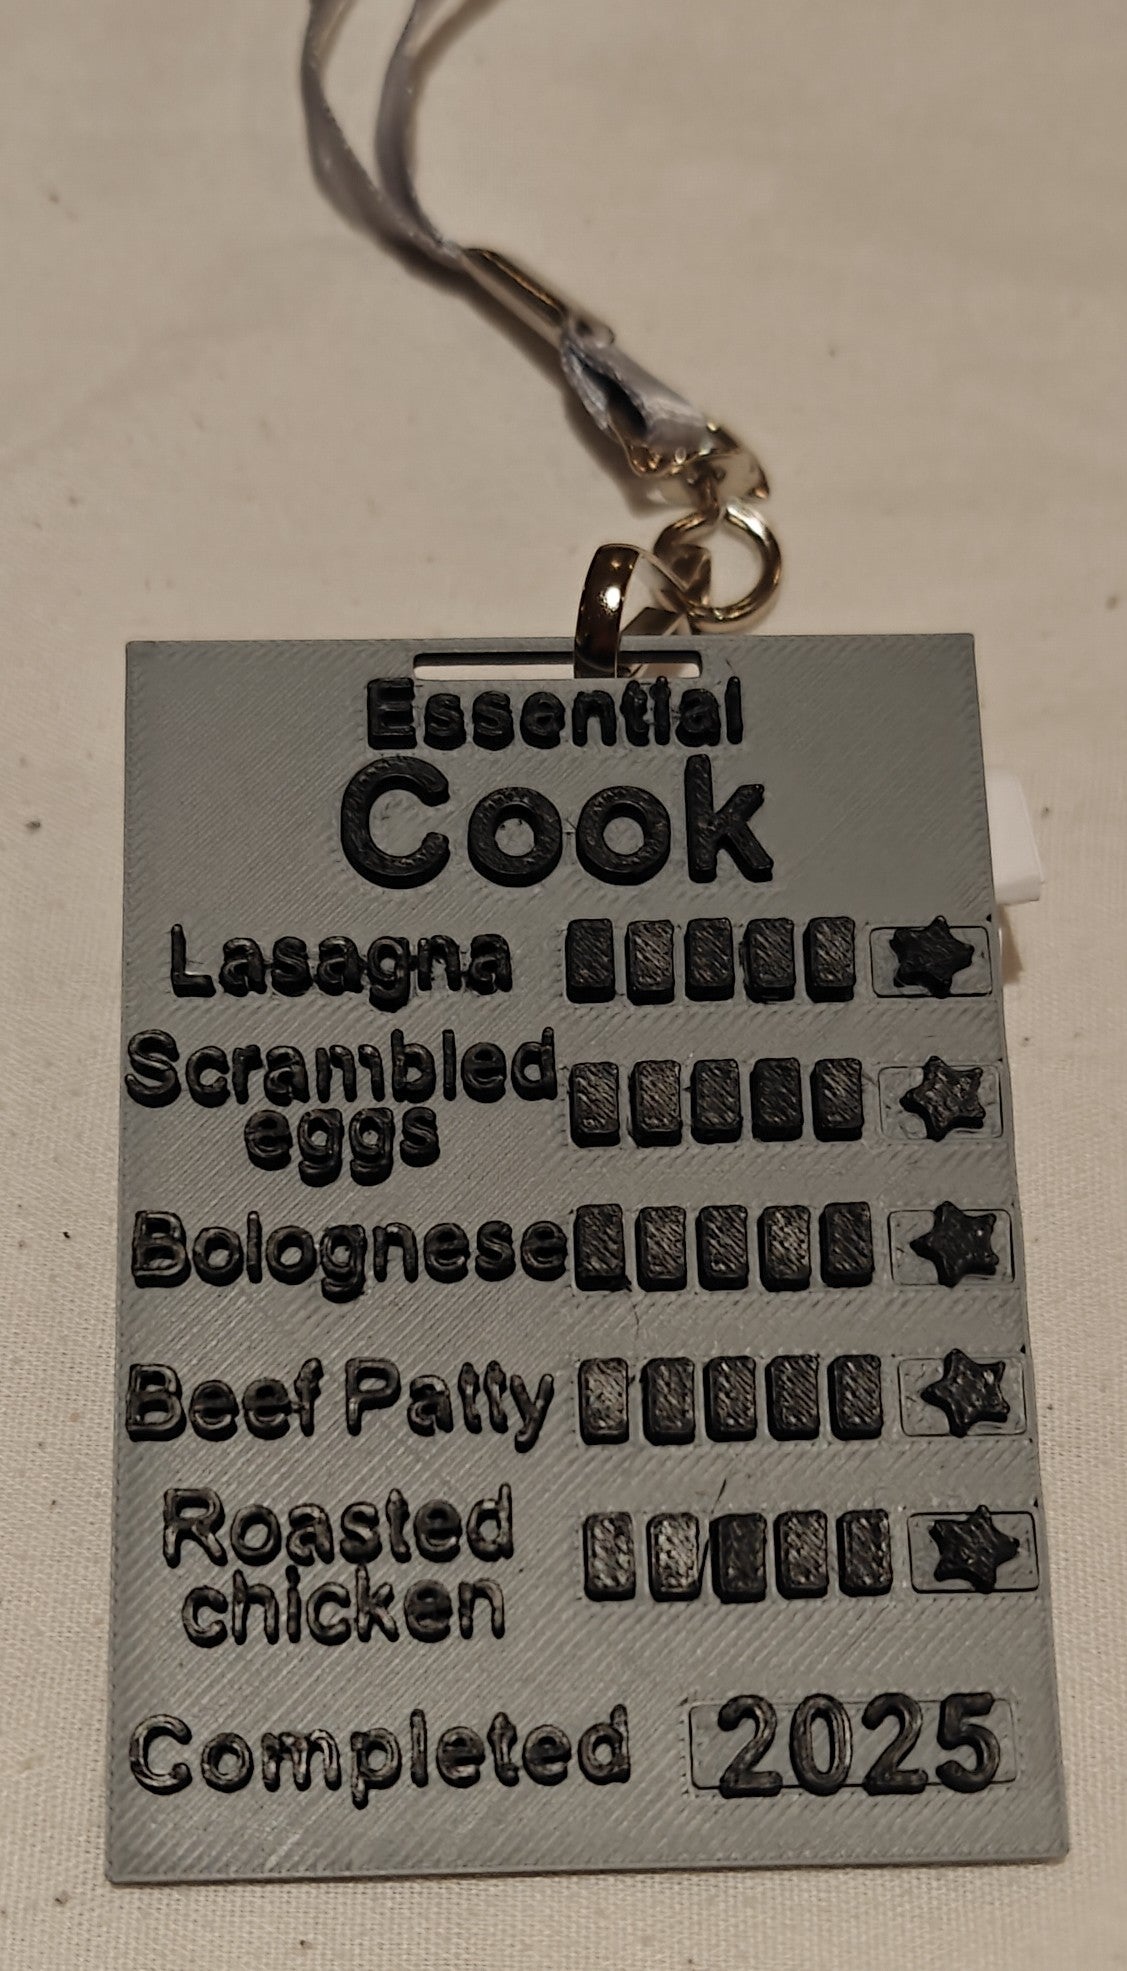 Essential
Cook
Lasagna
Scrambled
eggs
Bolognese
Beef Patty
Roasted
chicken
Completed 2025